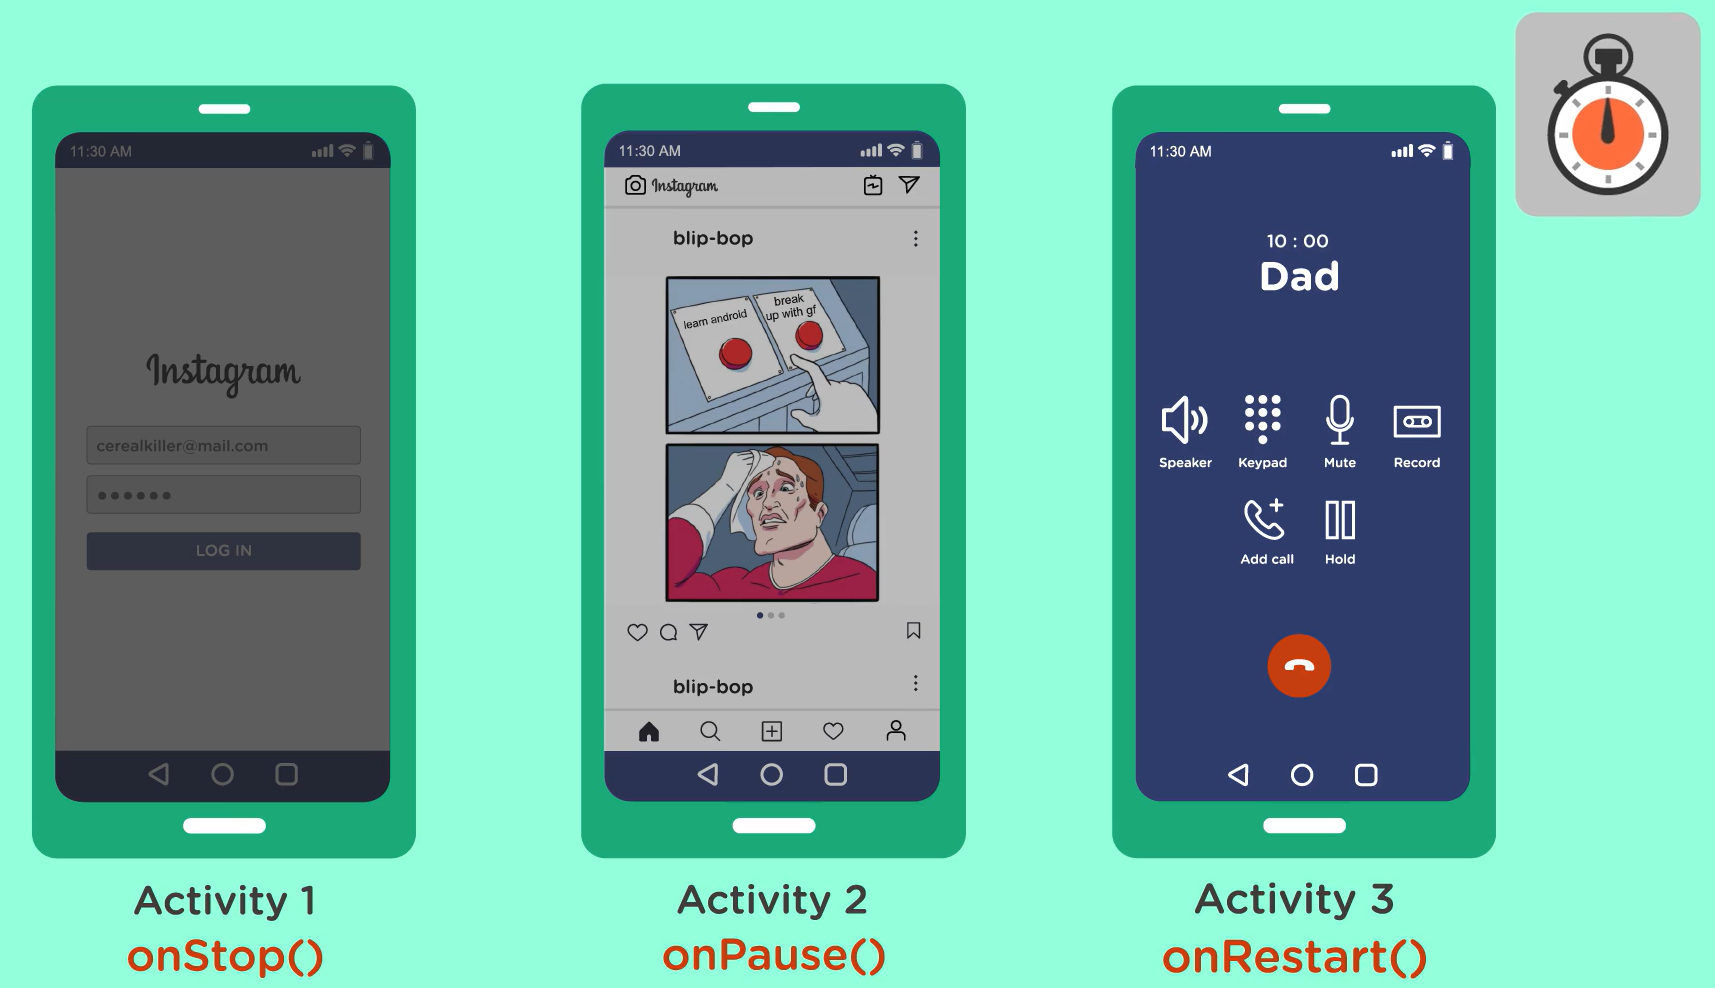 11:30 AM
Instagram
cerealkiller@mail.com
LOG IN
Activity 1
onStop()
11:30 AM
Instagram
blip-bop
learn android
break
up with gf
blip-bop
Activity 2
onPause()
11:30 AM
10 : 00
Dad
Speaker
Keypad
Mute
Record
Add call
Hold
Activity 3
onRestart()